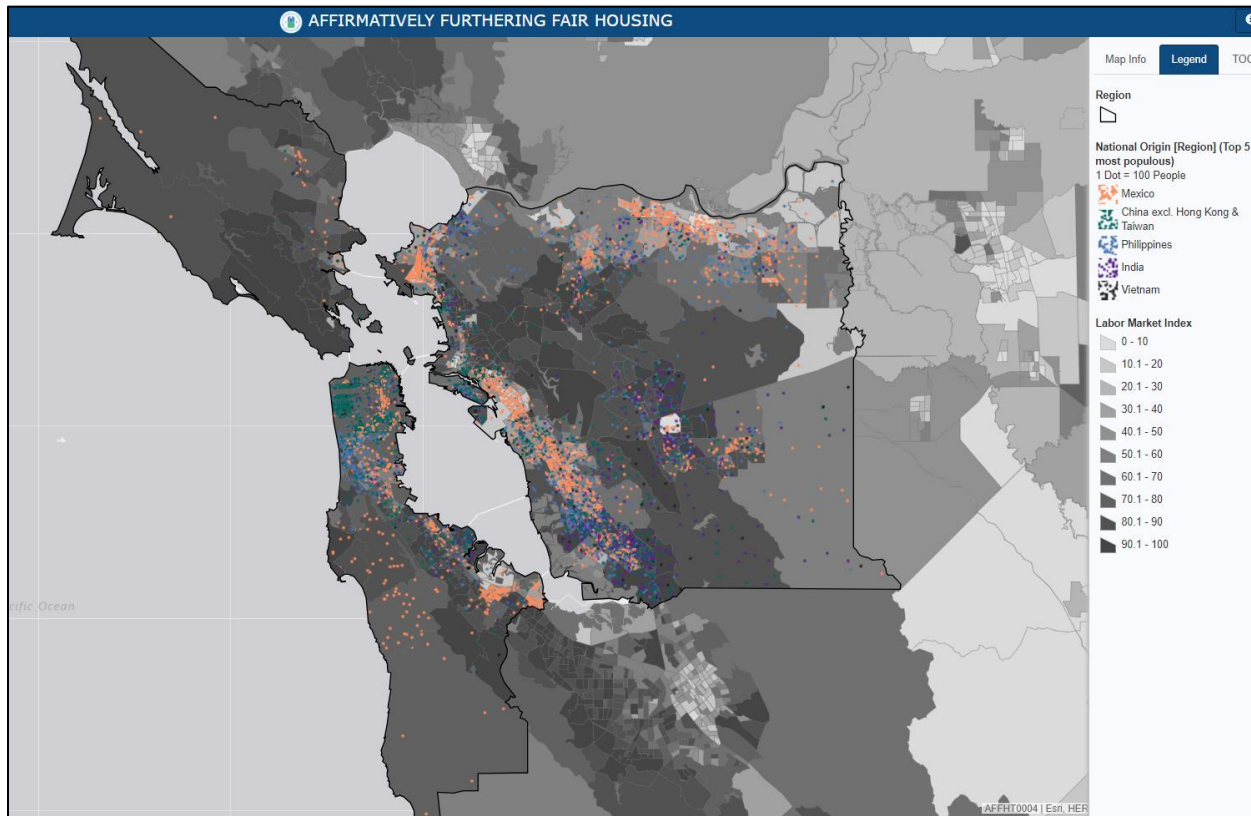 AFFIRMATIVELY FURTHERING FAIR HOUSING
Map Info
Legend
TOC
Region
National Origin [Region] (Top 5
most populous)
1 Dot = 100 People
Mexico
China excl. Hong Kong &
Taiwan
Philippines
India
Vietnam
Labor Market Index
0 - 10
10.1 - 20
20.1 - 30
30.1 - 40
40.1 - 50
50.1 - 60
60.1 - 70
70.1 - 80
80.1 - 90
90.1 - 100
cific Ocean
AFFHT0004 | Esri, HER